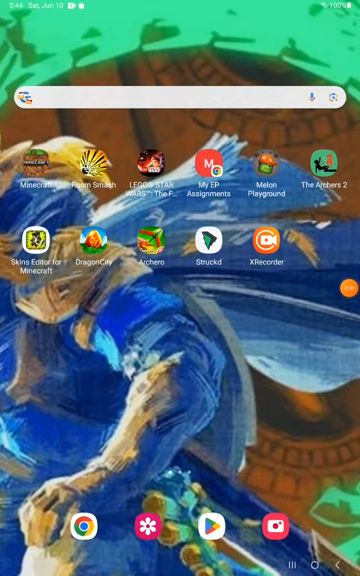 5:44 Sat, Jun 10
100%
Minecraft
Room Smash
LEGO® STAR WARS™: The F...
My EP Assignments
Melon Playground
The Archers 2
Skins Editor for Minecraft
DragonCity
Archero
Struckd
XRecorder